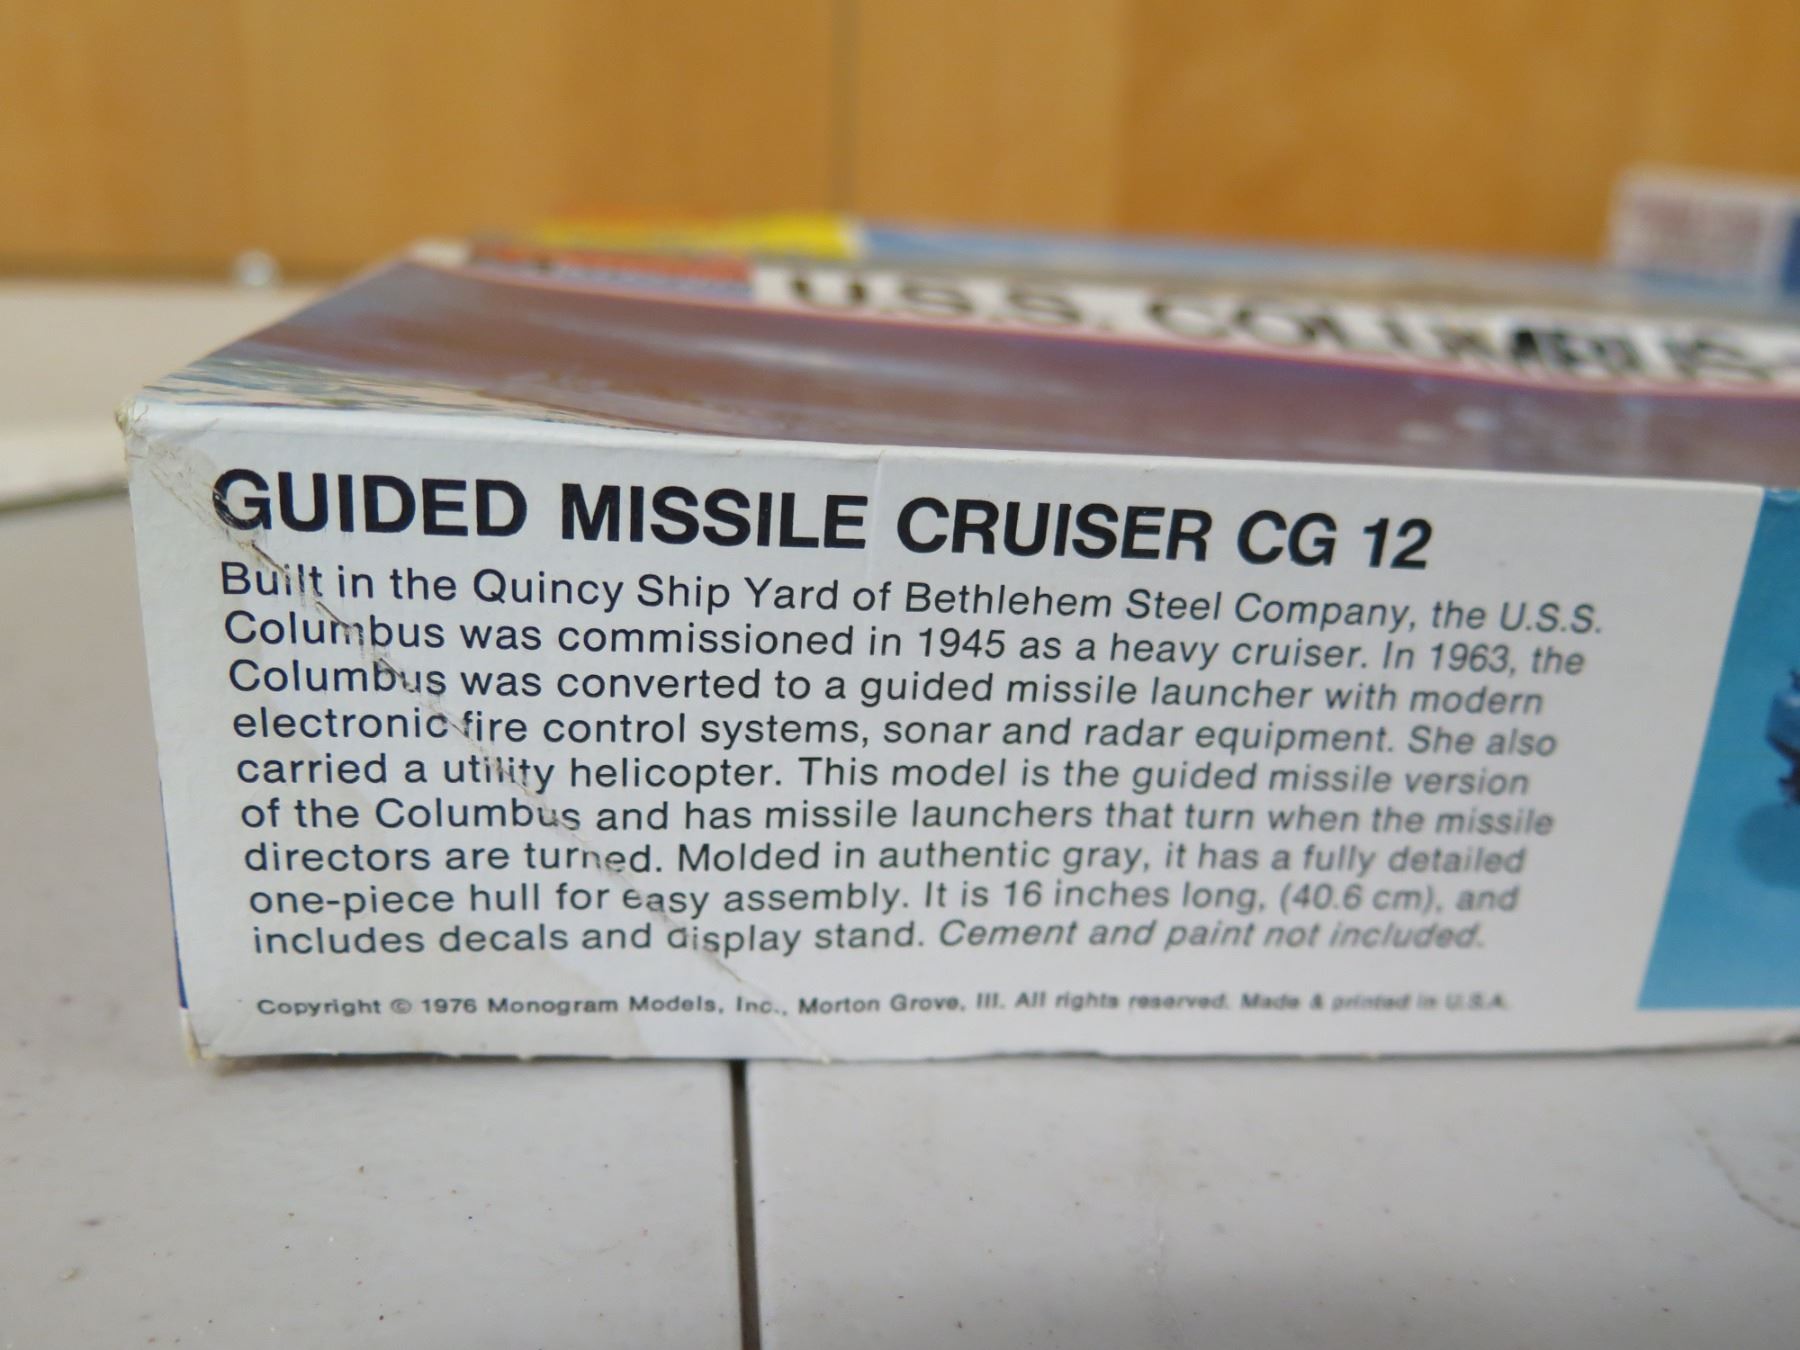 U.S.S. COLUMBUS
GUIDED MISSILE CRUISER CG 12
Built in the Quincy Ship Yard of Bethlehem Steel Company, the U.S.S.
Columbus was commissioned in 1945 as a heavy cruiser. In 1963, the
Columbus was converted to a guided missile launcher with modern
electronic fire control systems, sonar and radar equipment. She also
carried a utility helicopter. This model is the guided missile version
of the Columbus and has missile launchers that turn when the missile
directors are turned. Molded in authentic gray, it has a fully detailed
one-piece hull for easy assembly. It is 16 inches long, (40.6 cm), and
includes decals and display stand. Cement and paint not included.
Copyright © 1976 Monogram Models, Inc., Morton Grove, Ill. All rights reserved. Made & printed in U.S.A.